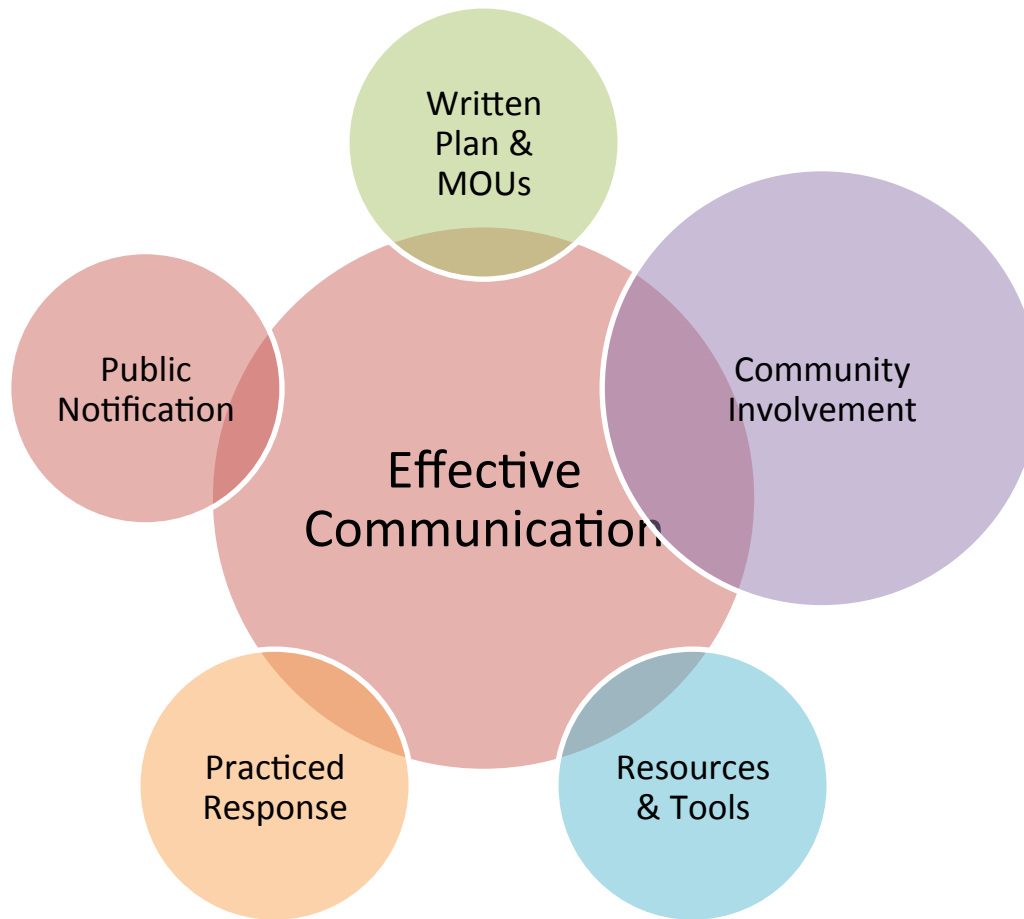 Written
Plan &
MOUs
Public
Notification
Community
Involvement
Effective
Communication
Practiced
Response
Resources
& Tools